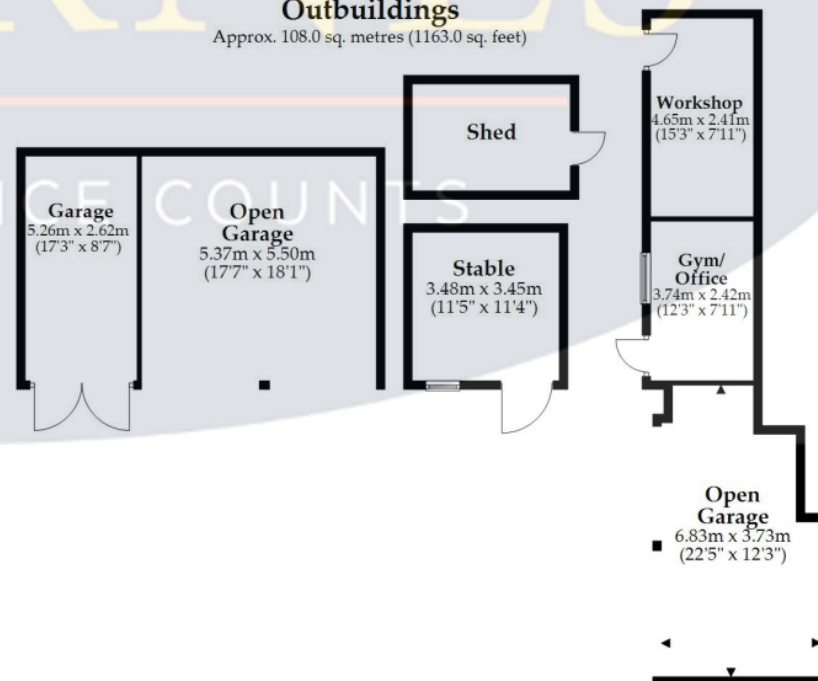 Outbuildings
Approx. 108.0 sq. metres (1163.0 sq. feet)
Workshop
4.65m x 2.41m
(15'3" x 7'11")
Shed
Garage
5.26m x 2.62m
(17'3" x 8'7")
Open
Garage
5.37m x 5.50m
(17'7" x 18'1")
Stable
3.48m x 3.45m
(11'5" x 11'4")
Gym/
Office
3.74m x 2.42m
(12'3" x 7'11")
Open
Garage
6.83m x 3.73m
(22'5" x 12'3")
COUNTS